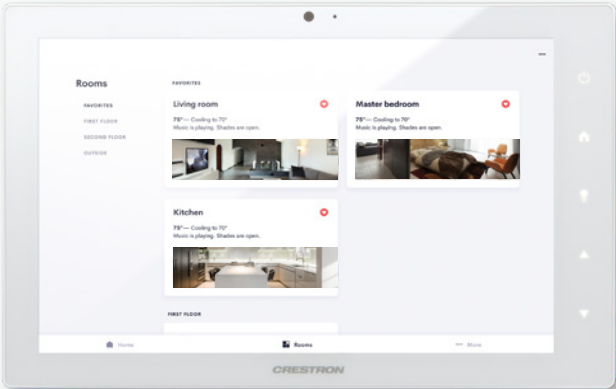 Rooms
FAVORITES
FIRST FLOOR
SECOND FLOOR
OUTSIDE
FAVORITES
Living room
75°— Cooling to 70°
Music is playing. Shades are open.
Master bedroom
75°— Cooling to 70°
Music is playing. Shades are open.
Kitchen
75°— Cooling to 70°
Music is playing. Shades are open.
FIRST FLOOR
Home
Rooms
More
CRESTRON